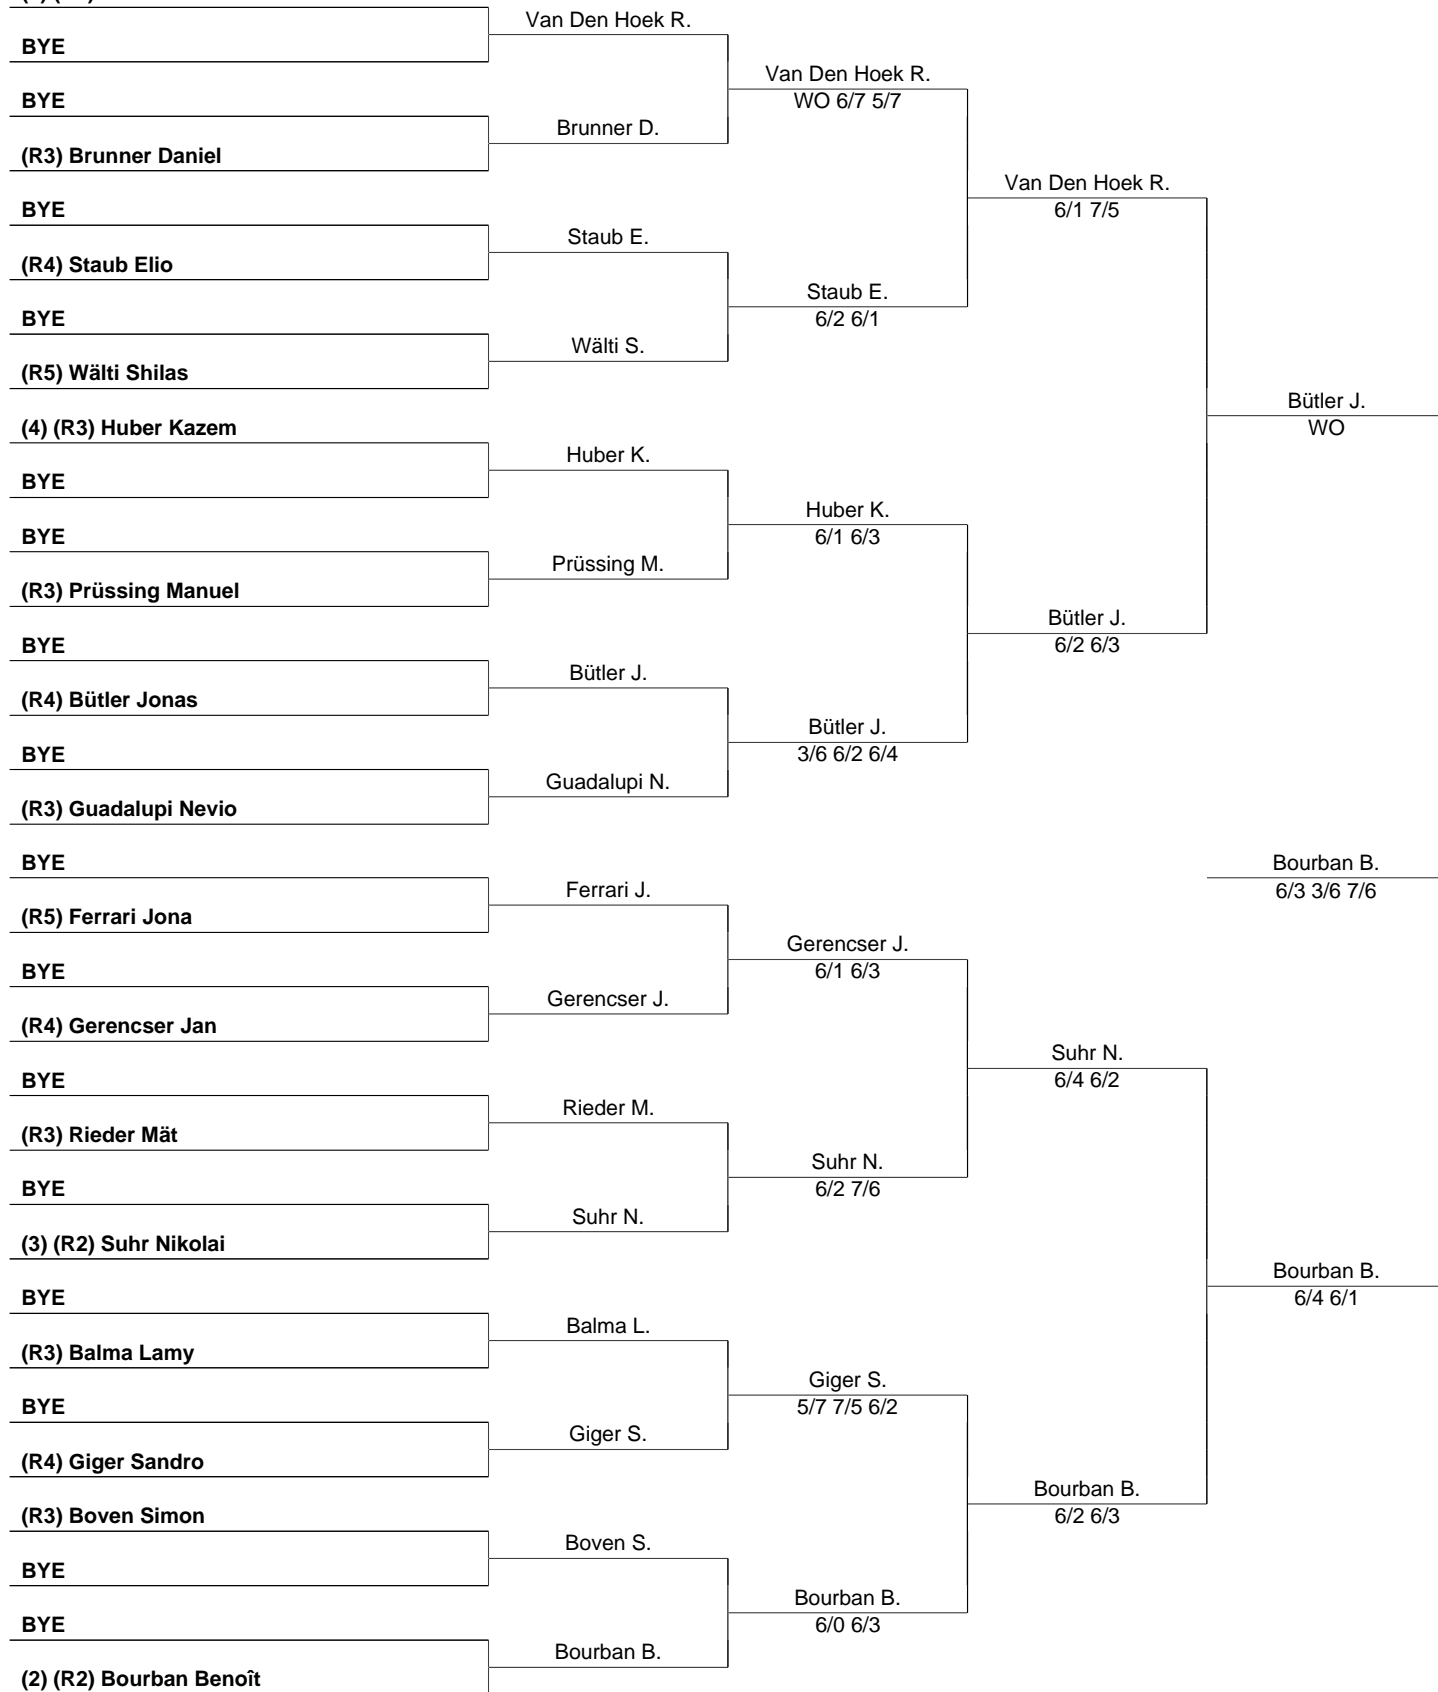 BYE
BYE
(R3) Brunner Daniel
BYE
(R4) Staub Elio
BYE
(R5) Wälti Shilas
(4) (R3) Huber Kazem
BYE
BYE
(R3) Prüssing Manuel
BYE
(R4) Bütler Jonas
BYE
(R3) Guadalupi Nevio
BYE
(R5) Ferrari Jona
BYE
(R4) Gerencser Jan
BYE
(R3) Rieder Mät
BYE
(3) (R2) Suhr Nikolai
BYE
(R3) Balma Lamy
BYE
(R4) Giger Sandro
(R3) Boven Simon
BYE
BYE
(2) (R2) Bourban Benoît
Van Den Hoek R.
Brunner D.
Staub E.
Wälti S.
Huber K.
Prüssing M.
Bütler J.
Guadalupi N.
Ferrari J.
Gerencser J.
Rieder M.
Suhr N.
Balma L.
Giger S.
Boven S.
Bourban B.
Van Den Hoek R.
WO 6/7 5/7
Staub E.
6/2 6/1
Huber K.
6/1 6/3
Bütler J.
3/6 6/2 6/4
Gerencser J.
6/1 6/3
Suhr N.
6/2 7/6
Giger S.
5/7 7/5 6/2
Bourban B.
6/0 6/3
Van Den Hoek R.
6/1 7/5
Bütler J.
6/2 6/3
Suhr N.
6/4 6/2
Bourban B.
6/2 6/3
Bütler J.
WO
Bourban B.
6/3 3/6 7/6
Bourban B.
6/4 6/1